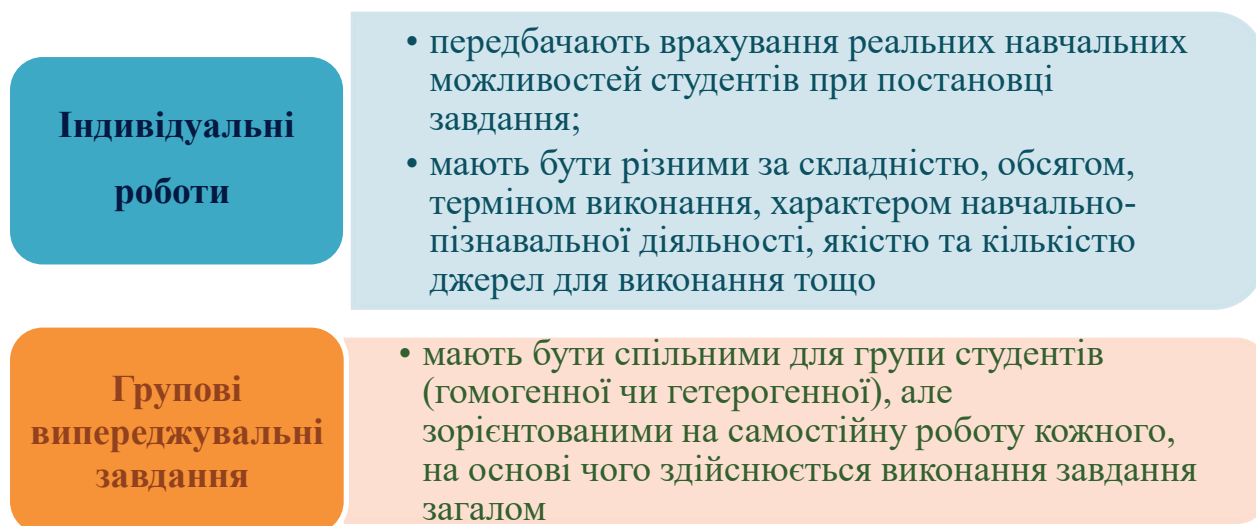 Індивідуальні
роботи
• передбачають врахування реальних навчальних
можливостей студентів при постановці
завдання;
• мають бути різними за складністю, обсягом,
терміном виконання, характером навчально-
пізнавальної діяльності, якістю та кількістю
джерел для виконання тощо
Групові
випереджувальні
завдання
• мають бути спільними для групи студентів
(гомогенної чи гетерогенної), але
зорієнтованими на самостійну роботу кожного,
на основі чого здійснюється виконання завдання
загалом